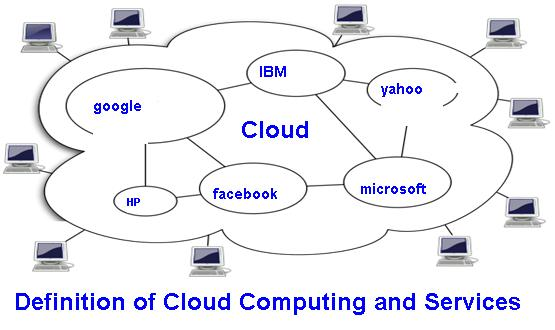 IBM
yahoo
google
Cloud
HP
facebook
microsoft
Definition of Cloud Computing and Services